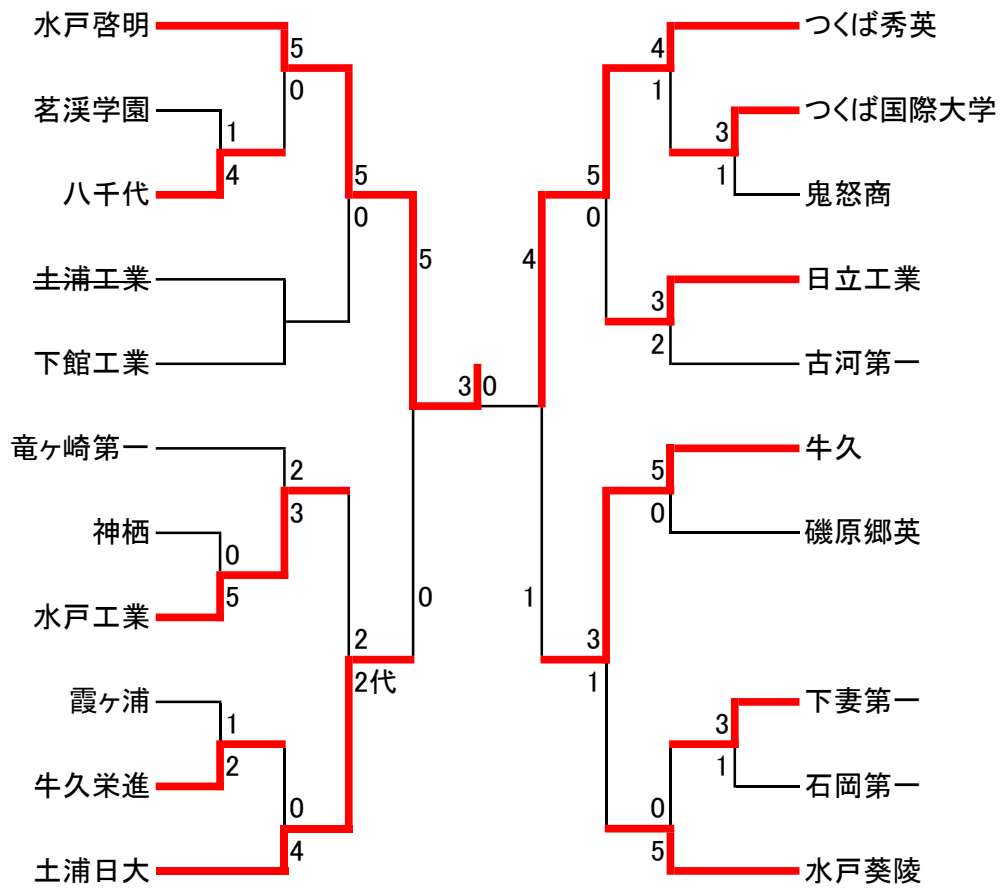 水戸啓明
5
0
茗溪学園
1
4
八千代
5
0
土浦工業
下館工業
5
竜ヶ崎第一
2
3
神栖
0
5
水戸工業
0
2
2代
霞ヶ浦
1
2
牛久栄進
0
4
土浦日大
3
0
つくば秀英
4
1
つくば国際大学
3
1
鬼怒商
5
0
日立工業
3
2
古河第一
4
牛久
5
0
磯原郷英
1
3
1
下妻第一
3
1
石岡第一
0
5
水戸葵陵